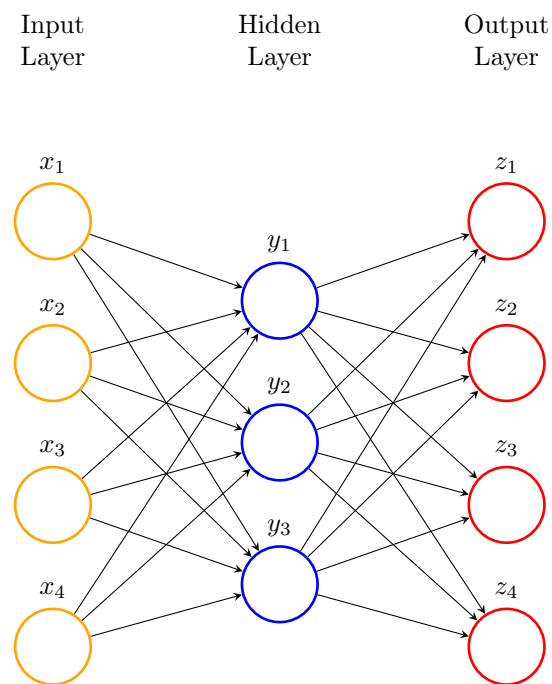 Input
Layer
Hidden
Layer
Output
Layer
x₁
x₂
x₃
x₄
y₁
y₂
y₃
z₁
z₂
z₃
z₄